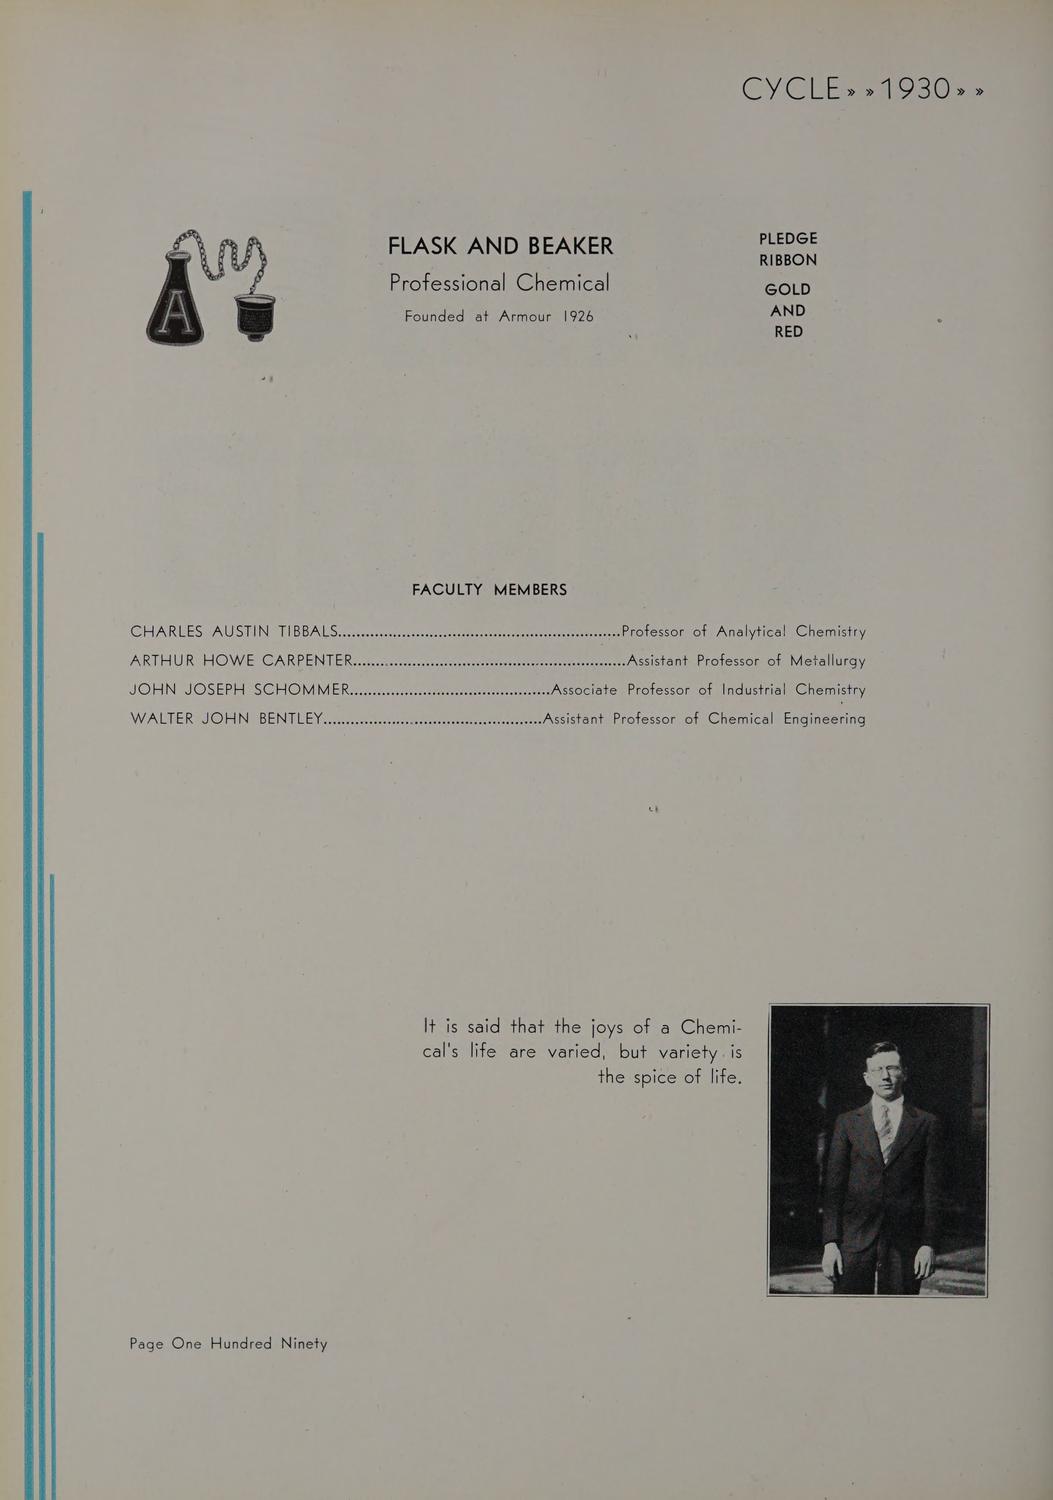 CYCLE » » 1930 » »
A
FLASK AND BEAKER
Professional Chemical
Founded at Armour 1926
PLEDGE
RIBBON
GOLD
AND
RED
FACULTY MEMBERS
CHARLES AUSTIN TIBBALS..............................................................Professor of Analytical Chemistry
ARTHUR HOWE CARPENTER............................................................Assistant Professor of Metallurgy
JOHN JOSEPH SCHOMMER............................................Associate Professor of Industrial Chemistry
WALTER JOHN BENTLEY................................................Assistant Professor of Chemical Engineering
It is said that the joys of a Chemi-
cal's life are varied, but variety is
the spice of life.
Page One Hundred Ninety